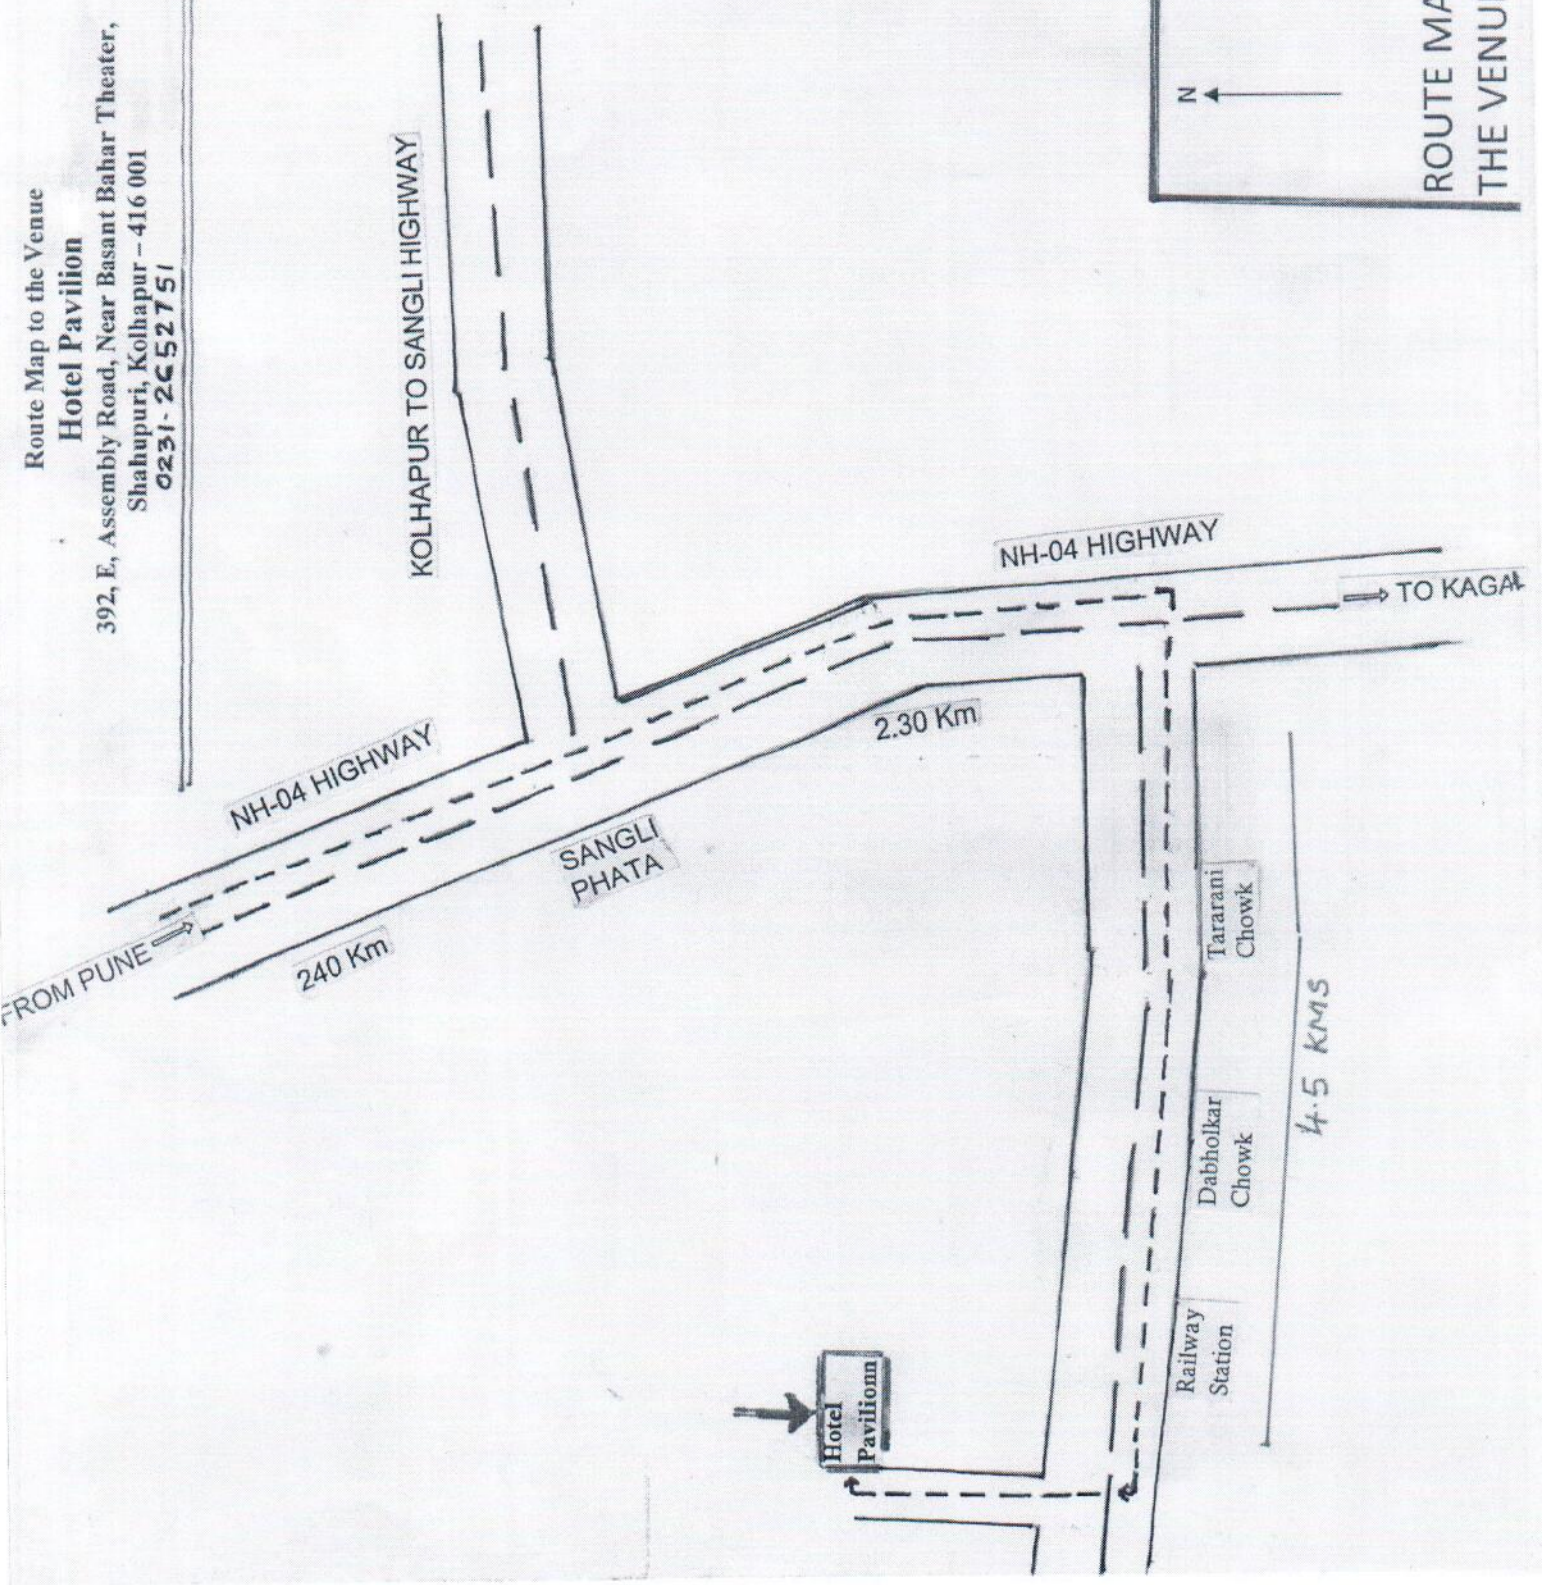 Route Map to the Venue
Hotel Pavilion
392, E, Assembly Road, Near Basant Bahar Theater,
Shahupuri, Kolhapur – 416 001
0231-2652751
KOLHAPUR TO SANGLI HIGHWAY
NH-04 HIGHWAY
FROM PUNE
240 Km
SANGLI
PHATA
2.30 Km
NH-04 HIGHWAY
TO KAGAL
Tararani
Chowk
Dabholkar
Chowk
Railway
Station
4.5 KMS
Hotel
Pavilionn
N
ROUTE MA
THE VENU